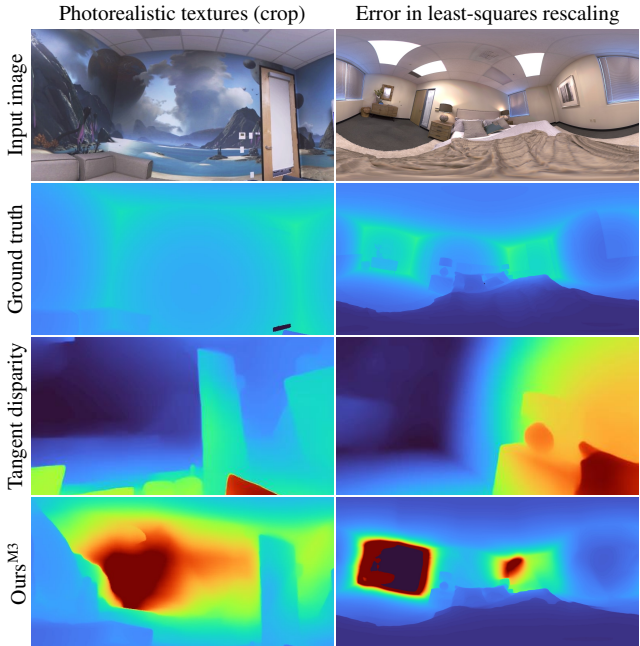 Photorealistic textures (crop)
Error in least-squares rescaling
Input image
Ground truth
Tangent disparity
Ours^M3